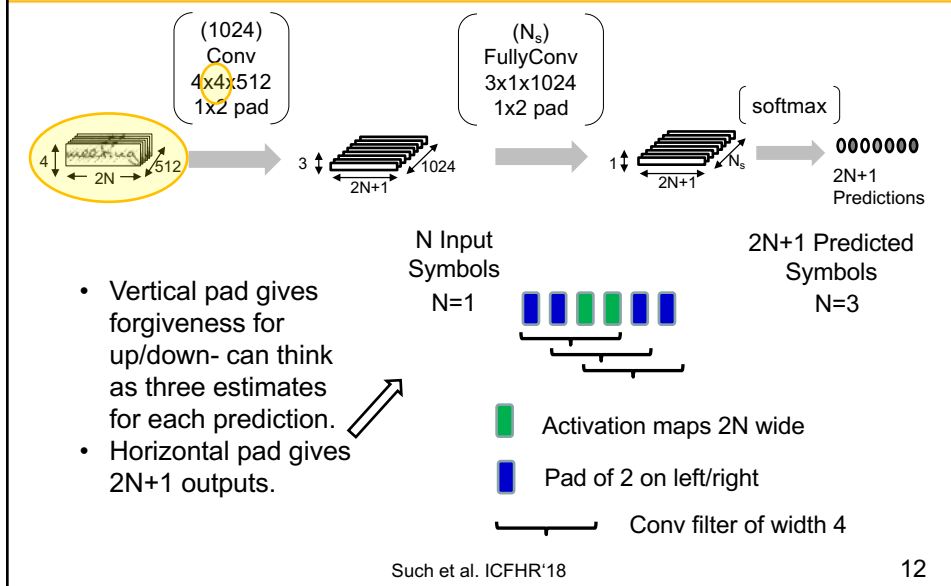 (1024)
Conv
4x4x512
1x2 pad
(Nₛ)
FullyConv
3x1x1024
1x2 pad
softmax
4
2N
512
3
2N+1
1024
1
2N+1
Nₛ
2N+1
Predictions
N Input
Symbols
N=1
2N+1 Predicted
Symbols
N=3
• Vertical pad gives
forgiveness for
up/down- can think
as three estimates
for each prediction.
• Horizontal pad gives
2N+1 outputs.
Activation maps 2N wide
Pad of 2 on left/right
Conv filter of width 4
Such et al. ICFHR‘18
12